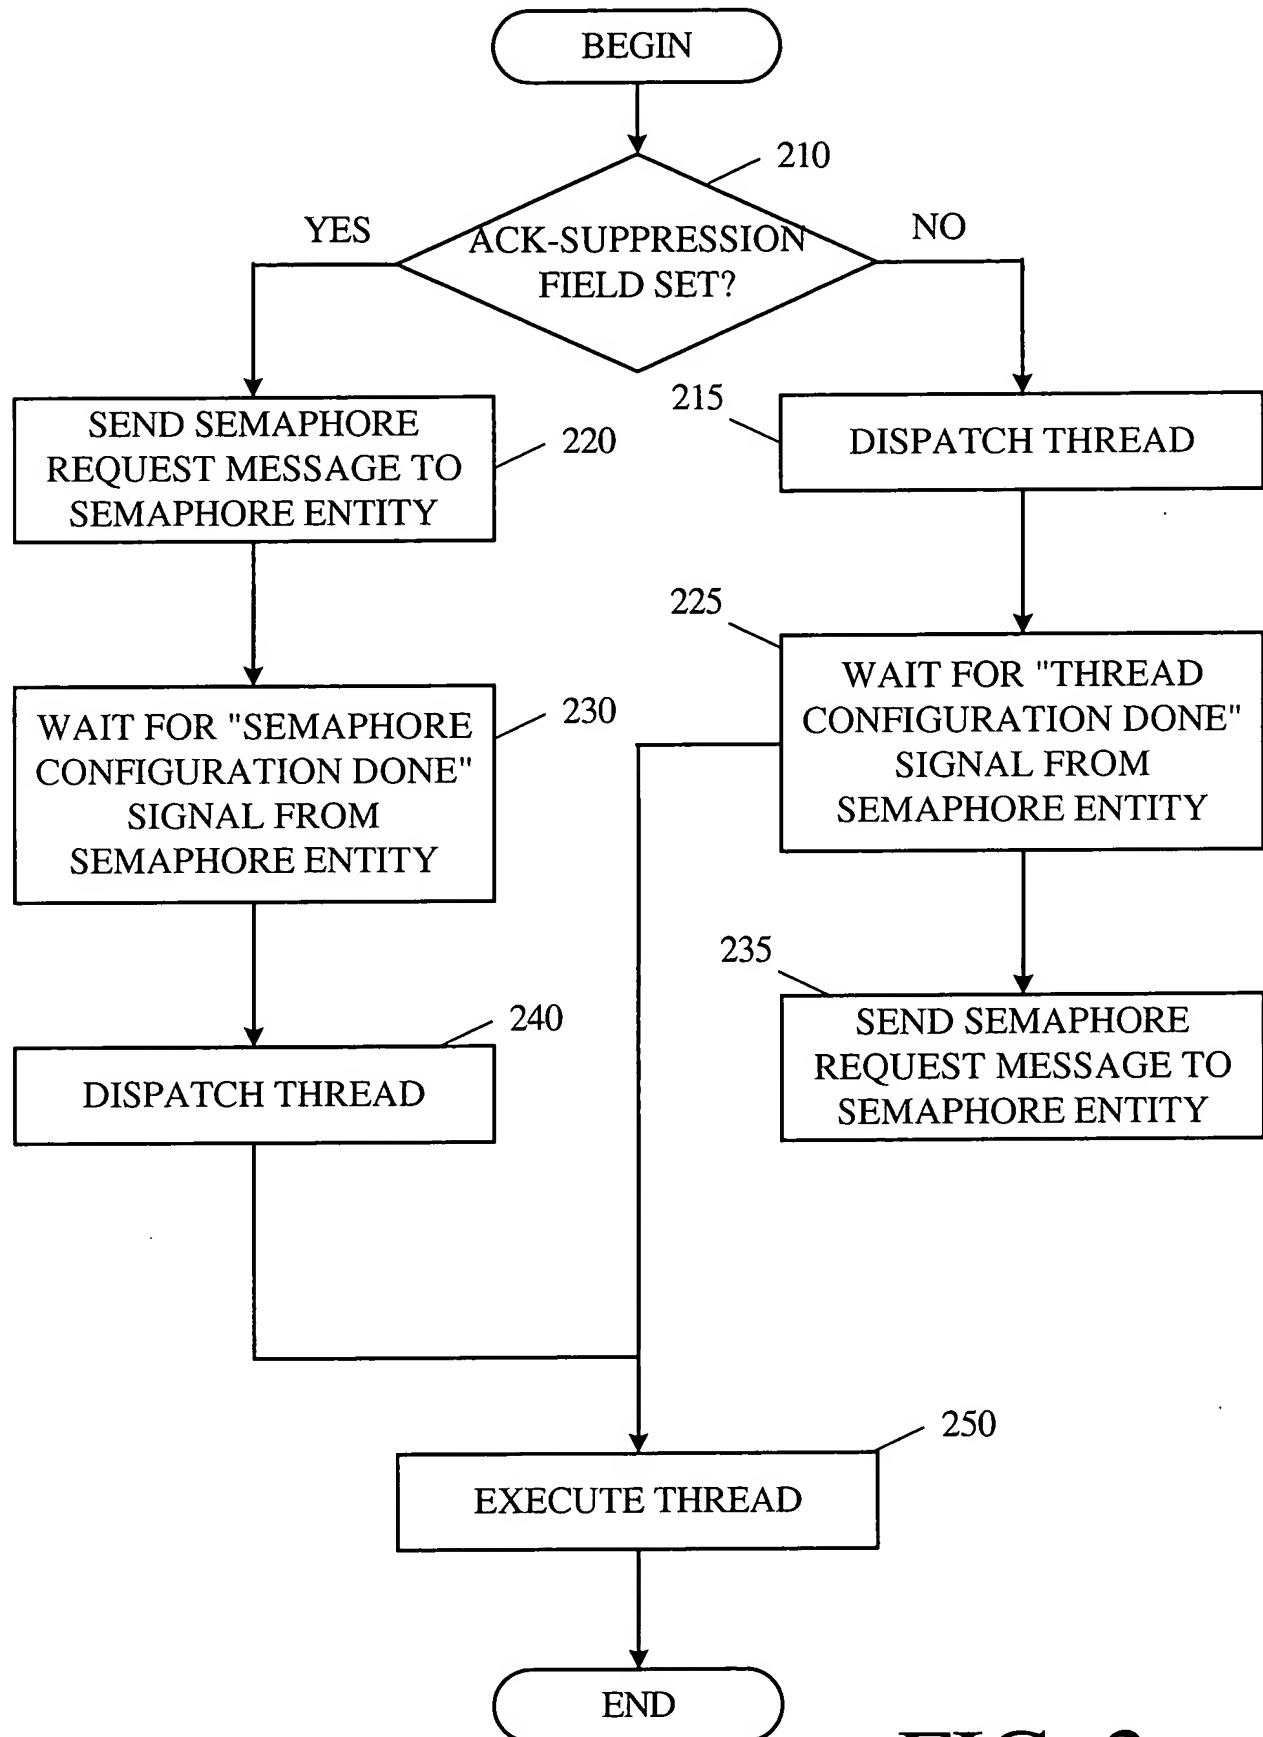 BEGIN
210
YES
NO
ACK-SUPPRESSION
FIELD SET?
215
DISPATCH THREAD
SEND SEMAPHORE
REQUEST MESSAGE TO
SEMAPHORE ENTITY
220
225
WAIT FOR "THREAD
CONFIGURATION DONE"
SIGNAL FROM
SEMAPHORE ENTITY
WAIT FOR "SEMAPHORE
CONFIGURATION DONE"
SIGNAL FROM
SEMAPHORE ENTITY
230
235
SEND SEMAPHORE
REQUEST MESSAGE TO
SEMAPHORE ENTITY
240
DISPATCH THREAD
250
EXECUTE THREAD
END